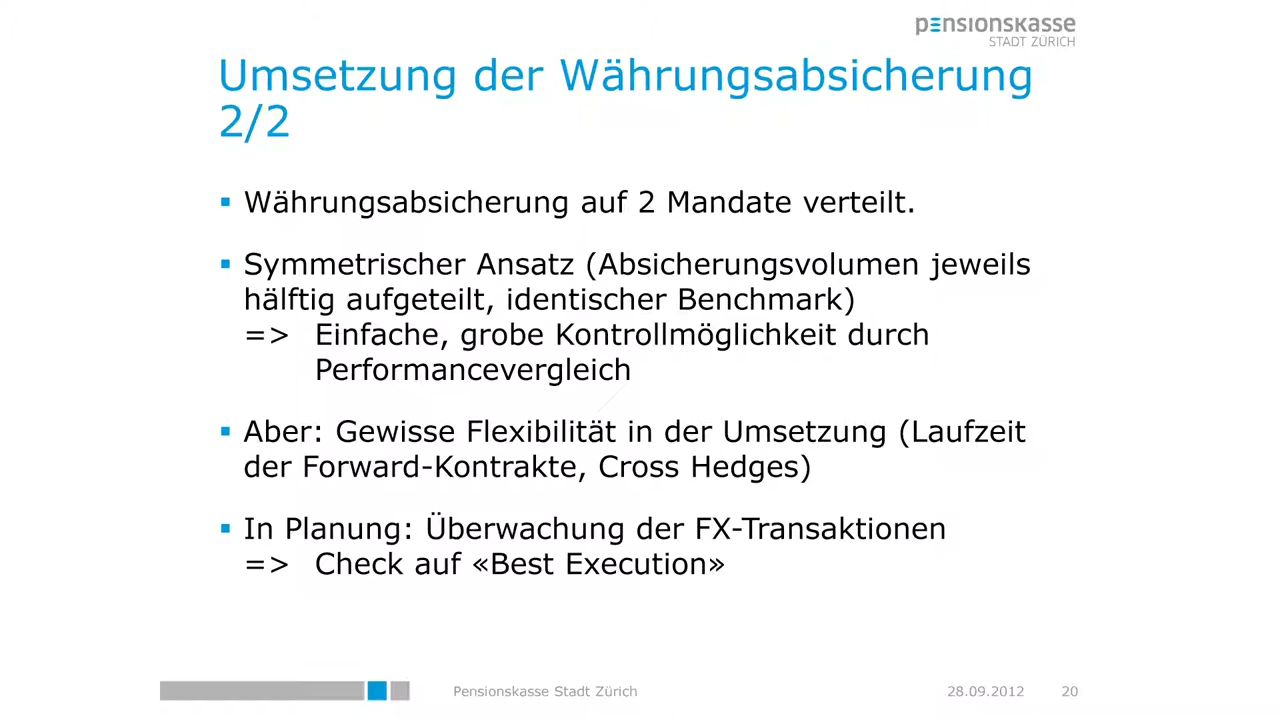 pensionskasse
STADT ZÜRICH
Umsetzung der Währungsabsicherung
2/2
Währungsabsicherung auf 2 Mandate verteilt.
Symmetrischer Ansatz (Absicherungsvolumen jeweils
hälftig aufgeteilt, identischer Benchmark)
=> Einfache, grobe Kontrollmöglichkeit durch
Performancevergleich
Aber: Gewisse Flexibilität in der Umsetzung (Laufzeit
der Forward-Kontrakte, Cross Hedges)
In Planung: Überwachung der FX-Transaktionen
=> Check auf «Best Execution»
Pensionskasse Stadt Zürich 28.09.2012 20